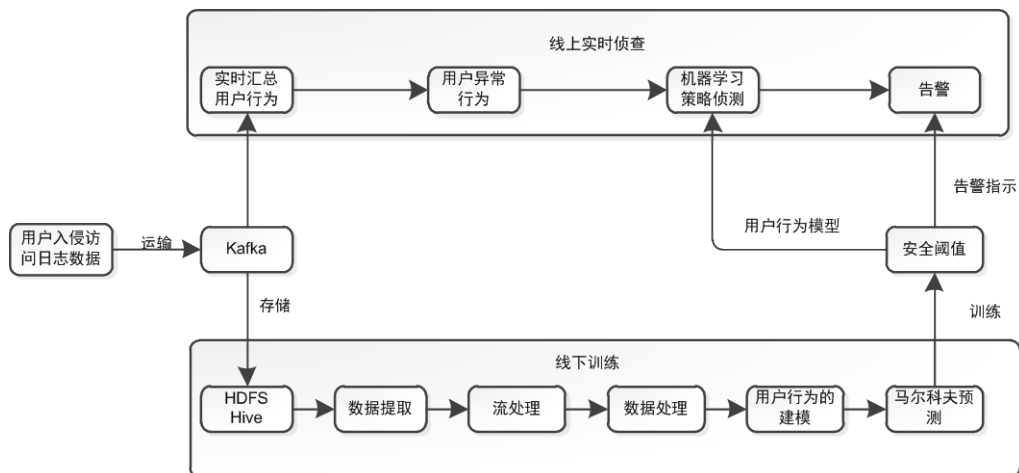 线上实时侦查
实时汇总
用户行为
用户异常
行为
机器学习
策略侦测
告警
告警指示
用户行为模型
用户入侵访
问日志数据
运输
Kafka
安全阈值
存储
训练
线下训练
HDFS
Hive
数据提取
流处理
数据处理
用户行为的
建模
马尔科夫预
测